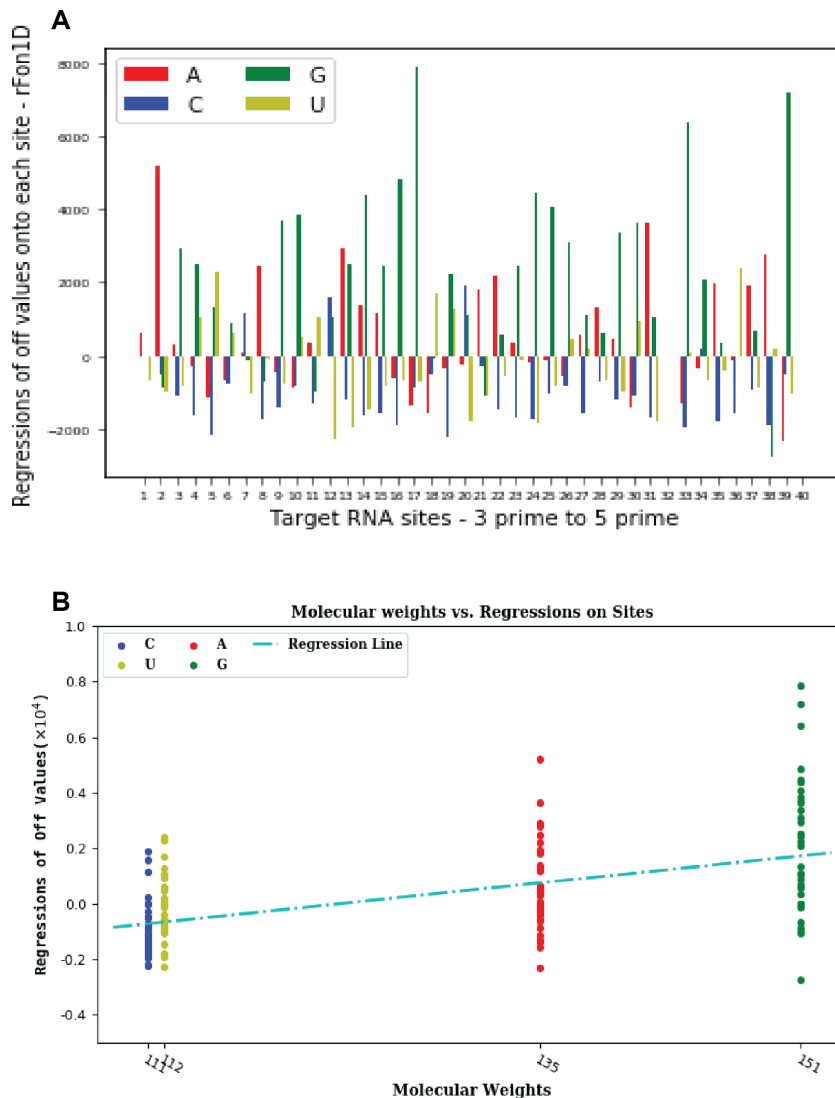 A
Regressions of off values onto each site - rFon1D
A G
C U
8000
6000
4000
2000
0
−2000
1 2 3 4 5 6 7 8 9 10 11 12 13 14 15 16 17 18 19 20 21 22 23 24 25 26 27 28 29 30 31 32 33 34 35 36 37 38 39 40
Target RNA sites - 3 prime to 5 prime
B
Molecular weights vs. Regressions on Sites
C A Regression Line
U G
Regressions of Off Values(×10⁴)
1.0
0.8
0.6
0.4
0.2
0.0
-0.2
-0.4
111 112 135 151
Molecular Weights